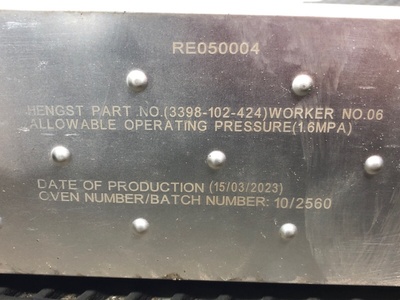 RE050004
HENGST PART NO.(3398-102-424)WORKER NO.06
ALLOWABLE OPERATING PRESSURE(1.6MPA)
DATE OF PRODUCTION (15/03/2023)
OVEN NUMBER/BATCH NUMBER: 10/2560